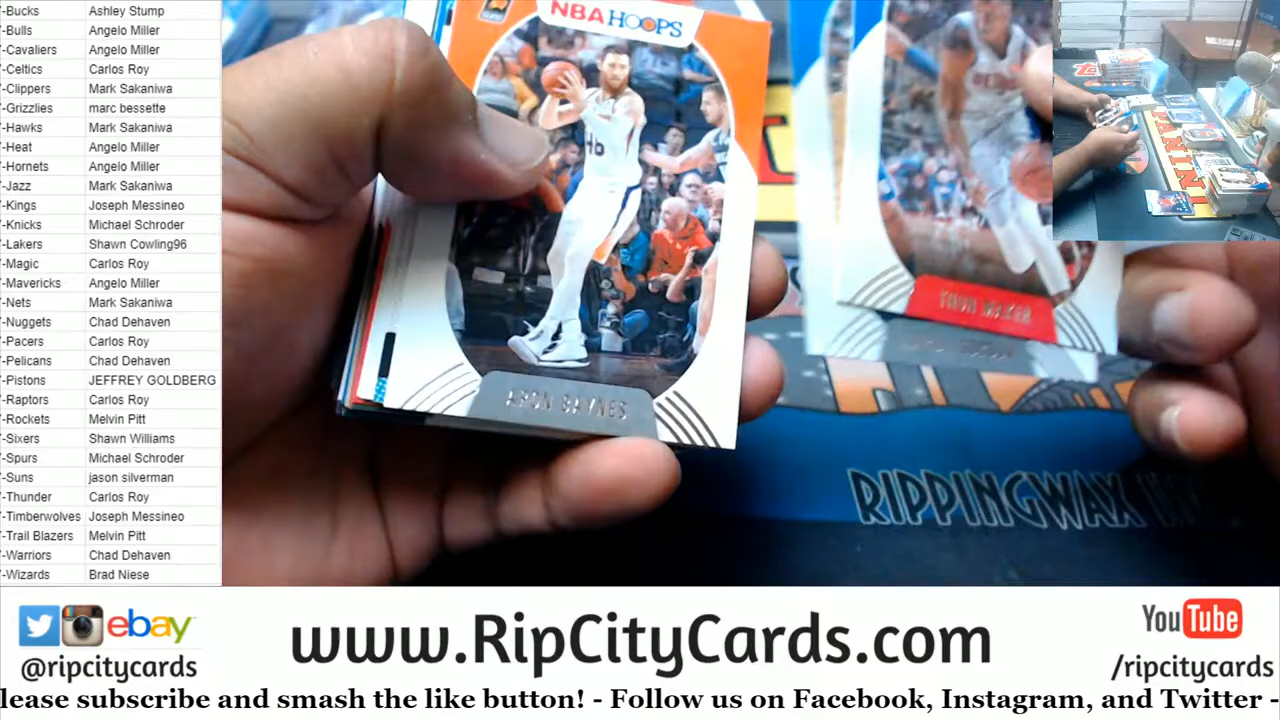 -Bucks Ashley Stump
-Bulls Angelo Miller
-Cavaliers Angelo Miller
-Celtics Carlos Roy
-Clippers Mark Sakaniwa
-Grizzlies marc bessette
-Hawks Mark Sakaniwa
-Heat Angelo Miller
-Hornets Angelo Miller
-Jazz Mark Sakaniwa
-Kings Joseph Messineo
-Knicks Michael Schroder
-Lakers Shawn Cowling96
-Magic Carlos Roy
-Mavericks Angelo Miller
-Nets Mark Sakaniwa
-Nuggets Chad Dehaven
-Pacers Carlos Roy
-Pelicans Chad Dehaven
-Pistons JEFFREY GOLDBERG
-Raptors Carlos Roy
-Rockets Melvin Pitt
-Sixers Shawn Williams
-Spurs Michael Schroder
-Suns jason silverman
-Thunder Carlos Roy
-Timberwolves Joseph Messineo
-Trail Blazers Melvin Pitt
-Warriors Chad Dehaven
-Wizards Brad Niese
NBA HOOPS
46
ARON BAYNES
THON MAKER
PANINI
RIPPINGWAX
ebay
@ripcitycards
www.RipCityCards.com
YouTube
/ripcitycards
lease subscribe and smash the like button! - Follow us on Facebook, Instagram, and Twitter -